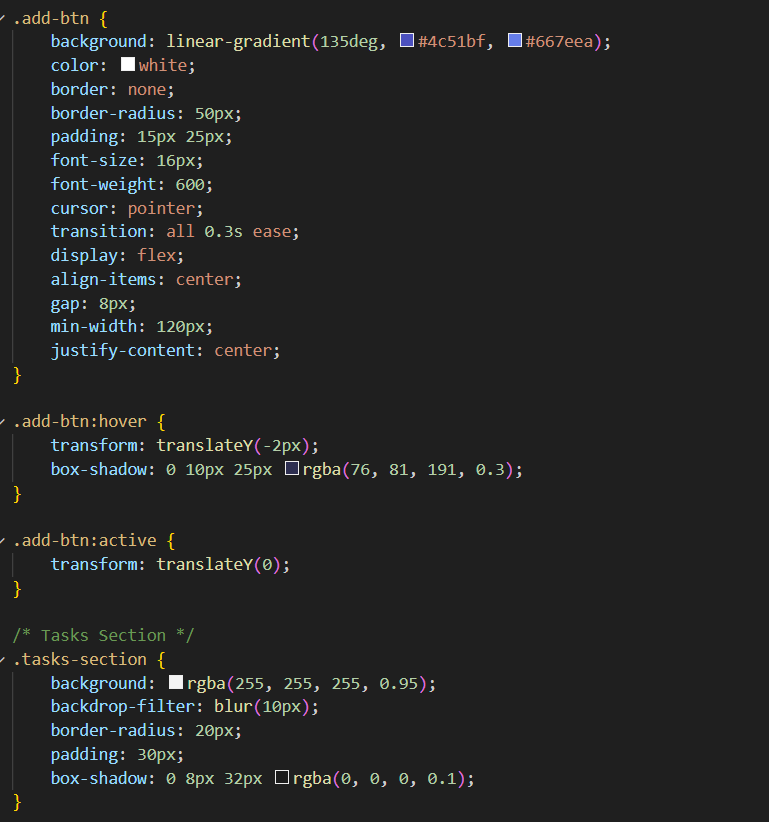 .add-btn {
    background: linear-gradient(135deg, #4c51bf, #667eea);
    color: white;
    border: none;
    border-radius: 50px;
    padding: 15px 25px;
    font-size: 16px;
    font-weight: 600;
    cursor: pointer;
    transition: all 0.3s ease;
    display: flex;
    align-items: center;
    gap: 8px;
    min-width: 120px;
    justify-content: center;
}

.add-btn:hover {
    transform: translateY(-2px);
    box-shadow: 0 10px 25px rgba(76, 81, 191, 0.3);
}

.add-btn:active {
    transform: translateY(0);
}

/* Tasks Section */
.tasks-section {
    background: rgba(255, 255, 255, 0.95);
    backdrop-filter: blur(10px);
    border-radius: 20px;
    padding: 30px;
    box-shadow: 0 8px 32px rgba(0, 0, 0, 0.1);
}